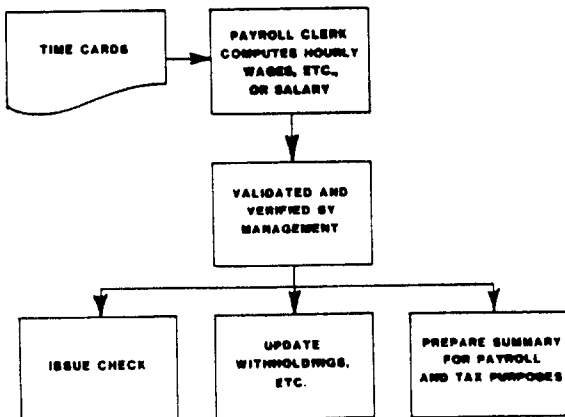 TIME CARDS
PAYROLL CLERK
COMPUTES HOURLY
WAGES, ETC.,
OR SALARY
VALIDATED AND
VERIFIED BY
MANAGEMENT
ISSUE CHECK
UPDATE
WITHHOLDINGS,
ETC.
PREPARE SUMMARY
FOR PAYROLL
AND TAX PURPOSES